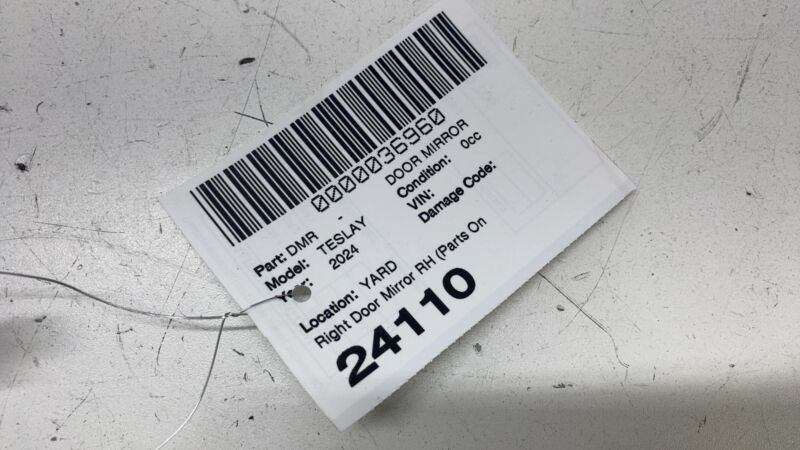 0000036960
Part: DMR - DOOR MIRROR
Model: TESLAY Condition: 0cc
Year: 2024 VIN:
Damage Code:
Location: YARD
Right Door Mirror RH (Parts On
24110